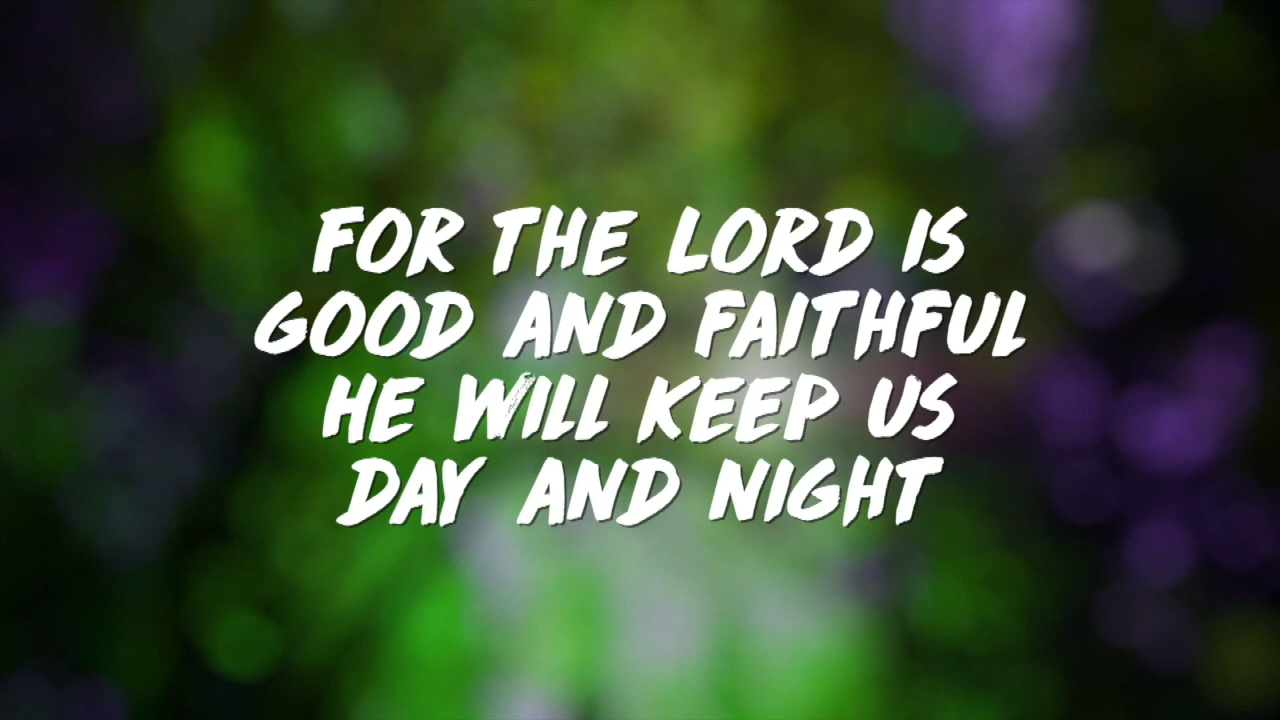 FOR THE LORD IS
GOOD AND FAITHFUL
HE WILL KEEP US
DAY AND NIGHT